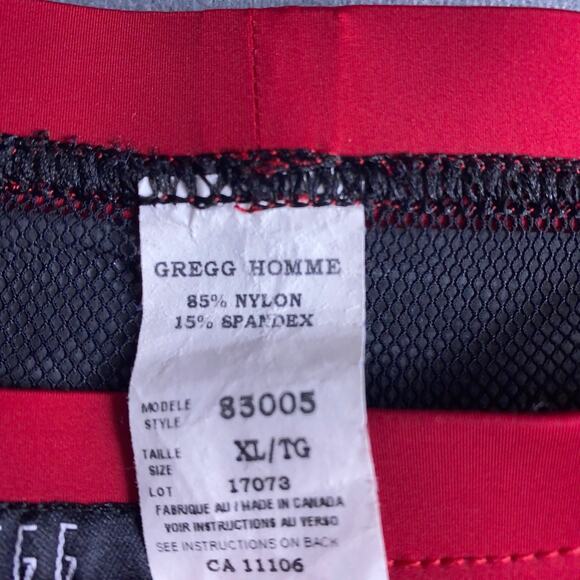 GREGG HOMME
85% NYLON
15% SPANDEX
MODELE
STYLE 83005
TAILLE
SIZE XL/TG
LOT 17073
FABRIQUE AU / MADE IN CANADA
VOIR INSTRUCTIONS AU VERSO
SEE INSTRUCTIONS ON BACK
CA 11106